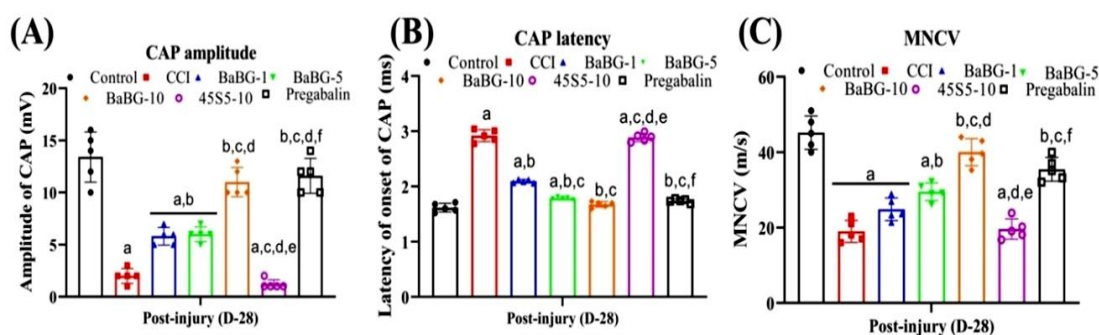 (A)
CAP amplitude
Control CCI BaBG-1 BaBG-5
BaBG-10 45S5-10 Pregabalin
Amplitude of CAP (mV)
20
15
10
5
0
a
a,b
b,c,d
a,c,d,e
b,c,d,f
Post-injury (D-28)
(B)
CAP latency
Control CCI BaBG-1 BaBG-5
BaBG-10 45S5-10 Pregabalin
Latency of onset of CAP (ms)
4
3
2
1
0
a
a,b
a,b,c
b,c
a,c,d,e
b,c,f
Post-injury (D-28)
(C)
MNCV
Control CCI BaBG-1 BaBG-5
BaBG-10 45S5-10 Pregabalin
MNCV (m/s)
60
40
20
0
a
a,b
b,c,d
a,d,e
b,c,f
Post-injury (D-28)